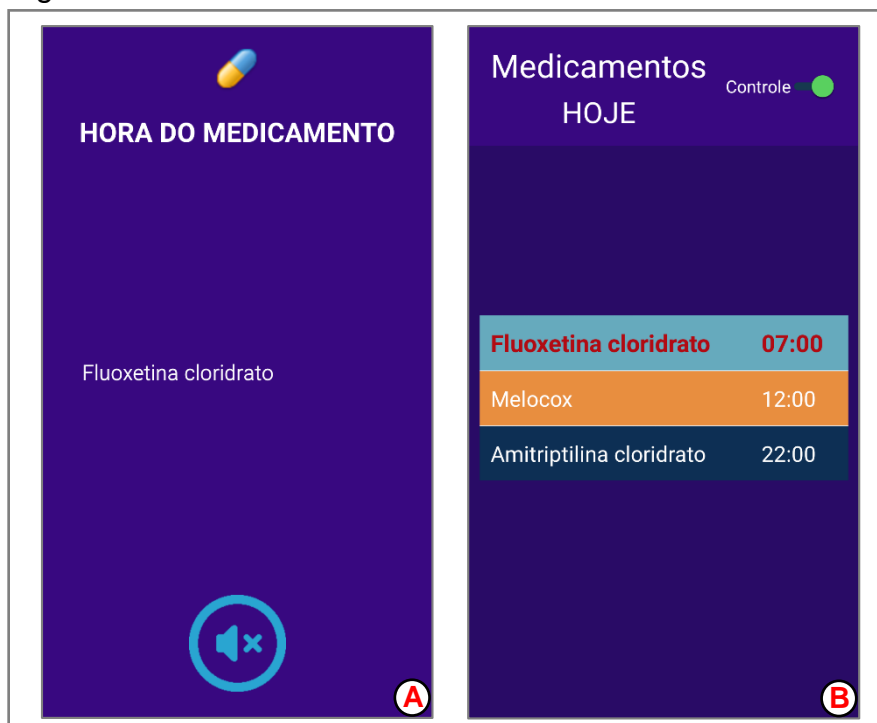 HORA DO MEDICAMENTO
Fluoxetina cloridrato
A
Medicamentos
HOJE
Controle
Fluoxetina cloridrato 07:00
Melocox 12:00
Amitriptilina cloridrato 22:00
B